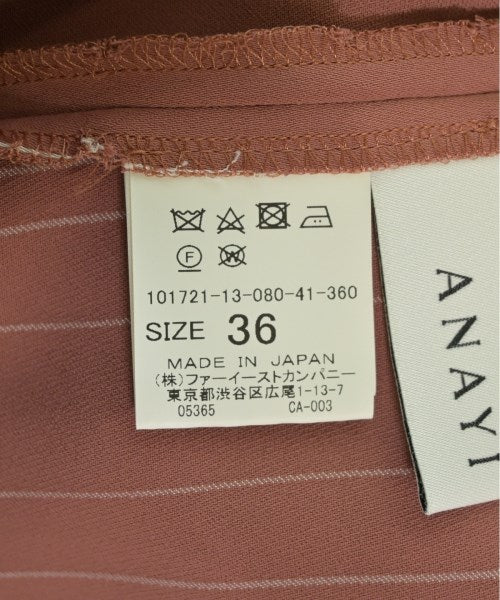 F W
101721-13-080-41-360
SIZE 36
MADE IN JAPAN
(株)ファーイーストカンパニー
東京都渋谷区広尾1-13-7
05365 CA-003
ANAYI